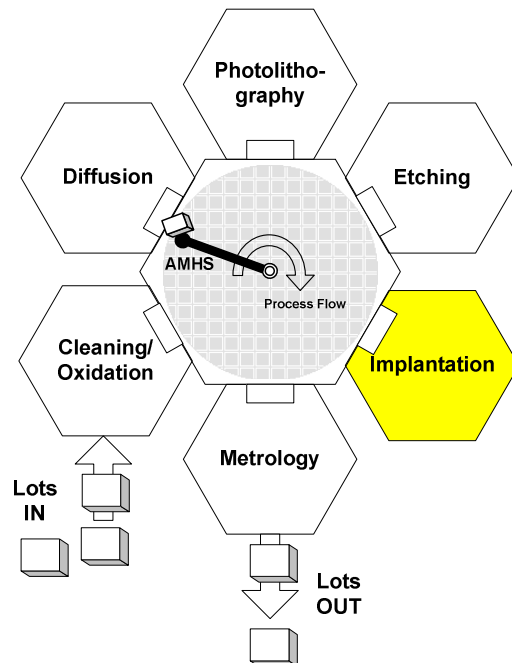 Photolitho-
graphy
Diffusion
Etching
AMHS
Process Flow
Cleaning/
Oxidation
Implantation
Metrology
Lots
IN
Lots
OUT